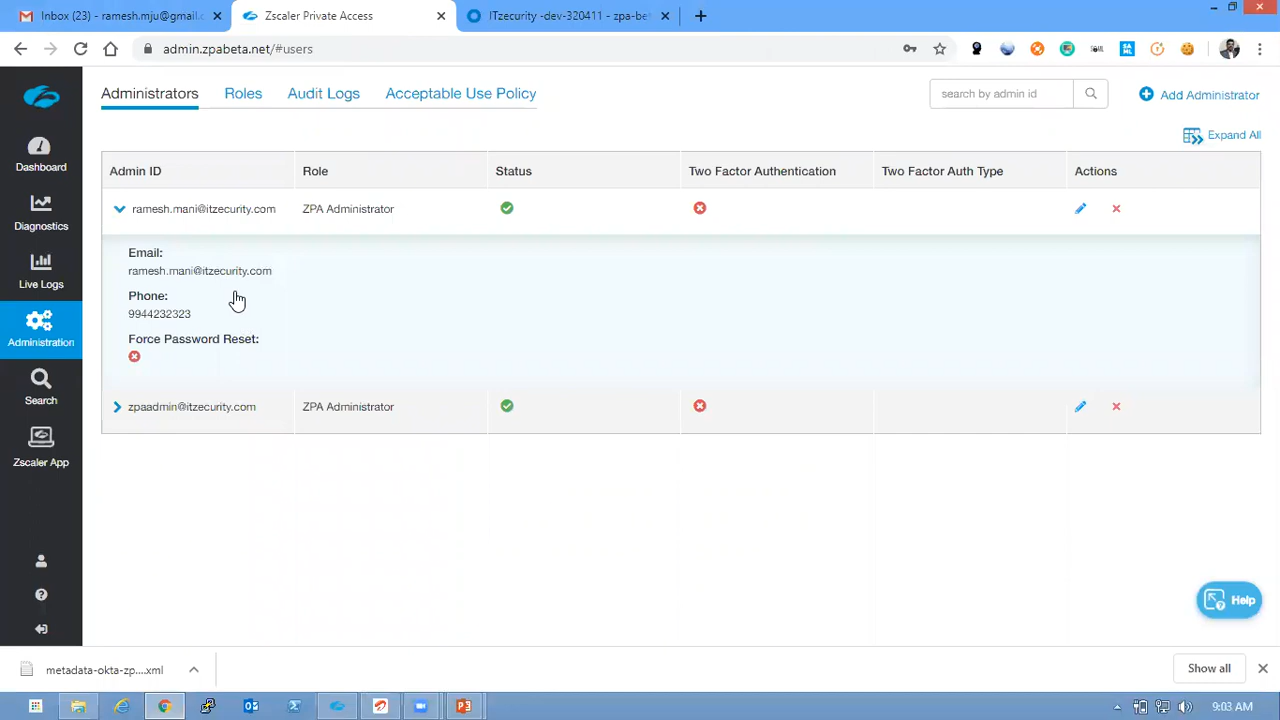 Inbox (23) - ramesh.mju@gmail.c
Zscaler Private Access
ITzecurity -dev-320411 - zpa-be
admin.zpabeta.net/#users
Administrators
Roles
Audit Logs
Acceptable Use Policy
search by admin id
Add Administrator
Expand All
Dashboard
Diagnostics
Live Logs
Administration
Search
Zscaler App
Admin ID
Role
Status
Two Factor Authentication
Two Factor Auth Type
Actions
ramesh.mani@itzecurity.com
ZPA Administrator
Email:
ramesh.mani@itzecurity.com
Phone:
9944232323
Force Password Reset:
zpaadmin@itzecurity.com
ZPA Administrator
Help
metadata-okta-zp....xml
Show all
9:03 AM